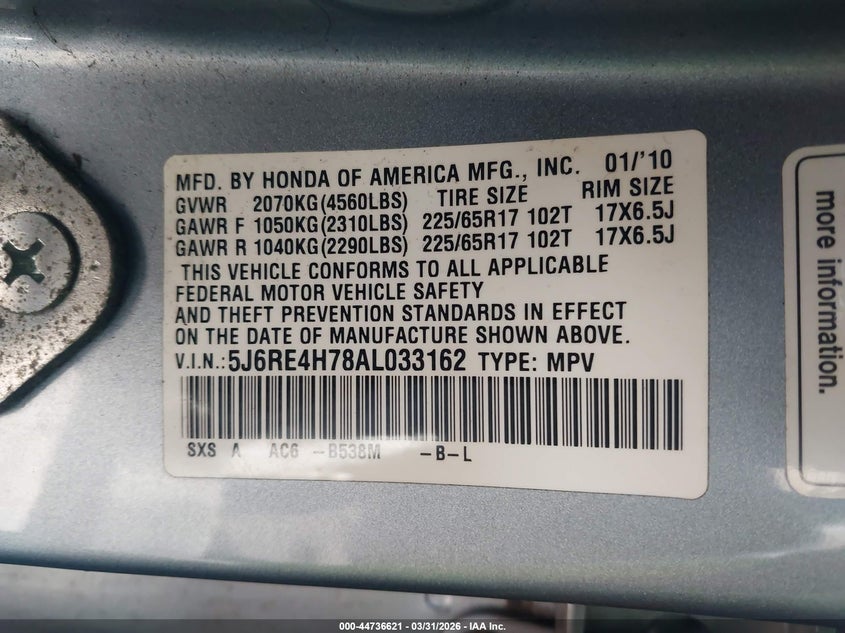 MFD. BY HONDA OF AMERICA MFG., INC. 01/'10
GVWR 2070KG(4560LBS) TIRE SIZE RIM SIZE
GAWR F 1050KG(2310LBS) 225/65R17 102T 17X6.5J
GAWR R 1040KG(2290LBS) 225/65R17 102T 17X6.5J
THIS VEHICLE CONFORMS TO ALL APPLICABLE
FEDERAL MOTOR VEHICLE SAFETY
AND THEFT PREVENTION STANDARDS IN EFFECT
ON THE DATE OF MANUFACTURE SHOWN ABOVE.
V.I.N.: 5J6RE4H78AL033162 TYPE: MPV
SXS A AC6 -B538M -B-L
more information.
000-44736621 - 03/31/2026 - IAA Inc.